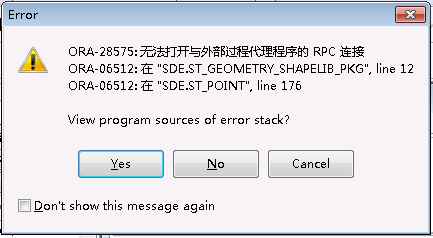 Error
ORA-28575: 无法打开与外部过程代理程序的 RPC 连接
ORA-06512: 在 "SDE.ST_GEOMETRY_SHAPELIB_PKG", line 12
ORA-06512: 在 "SDE.ST_POINT", line 176
View program sources of error stack?
Yes No Cancel
Don't show this message again